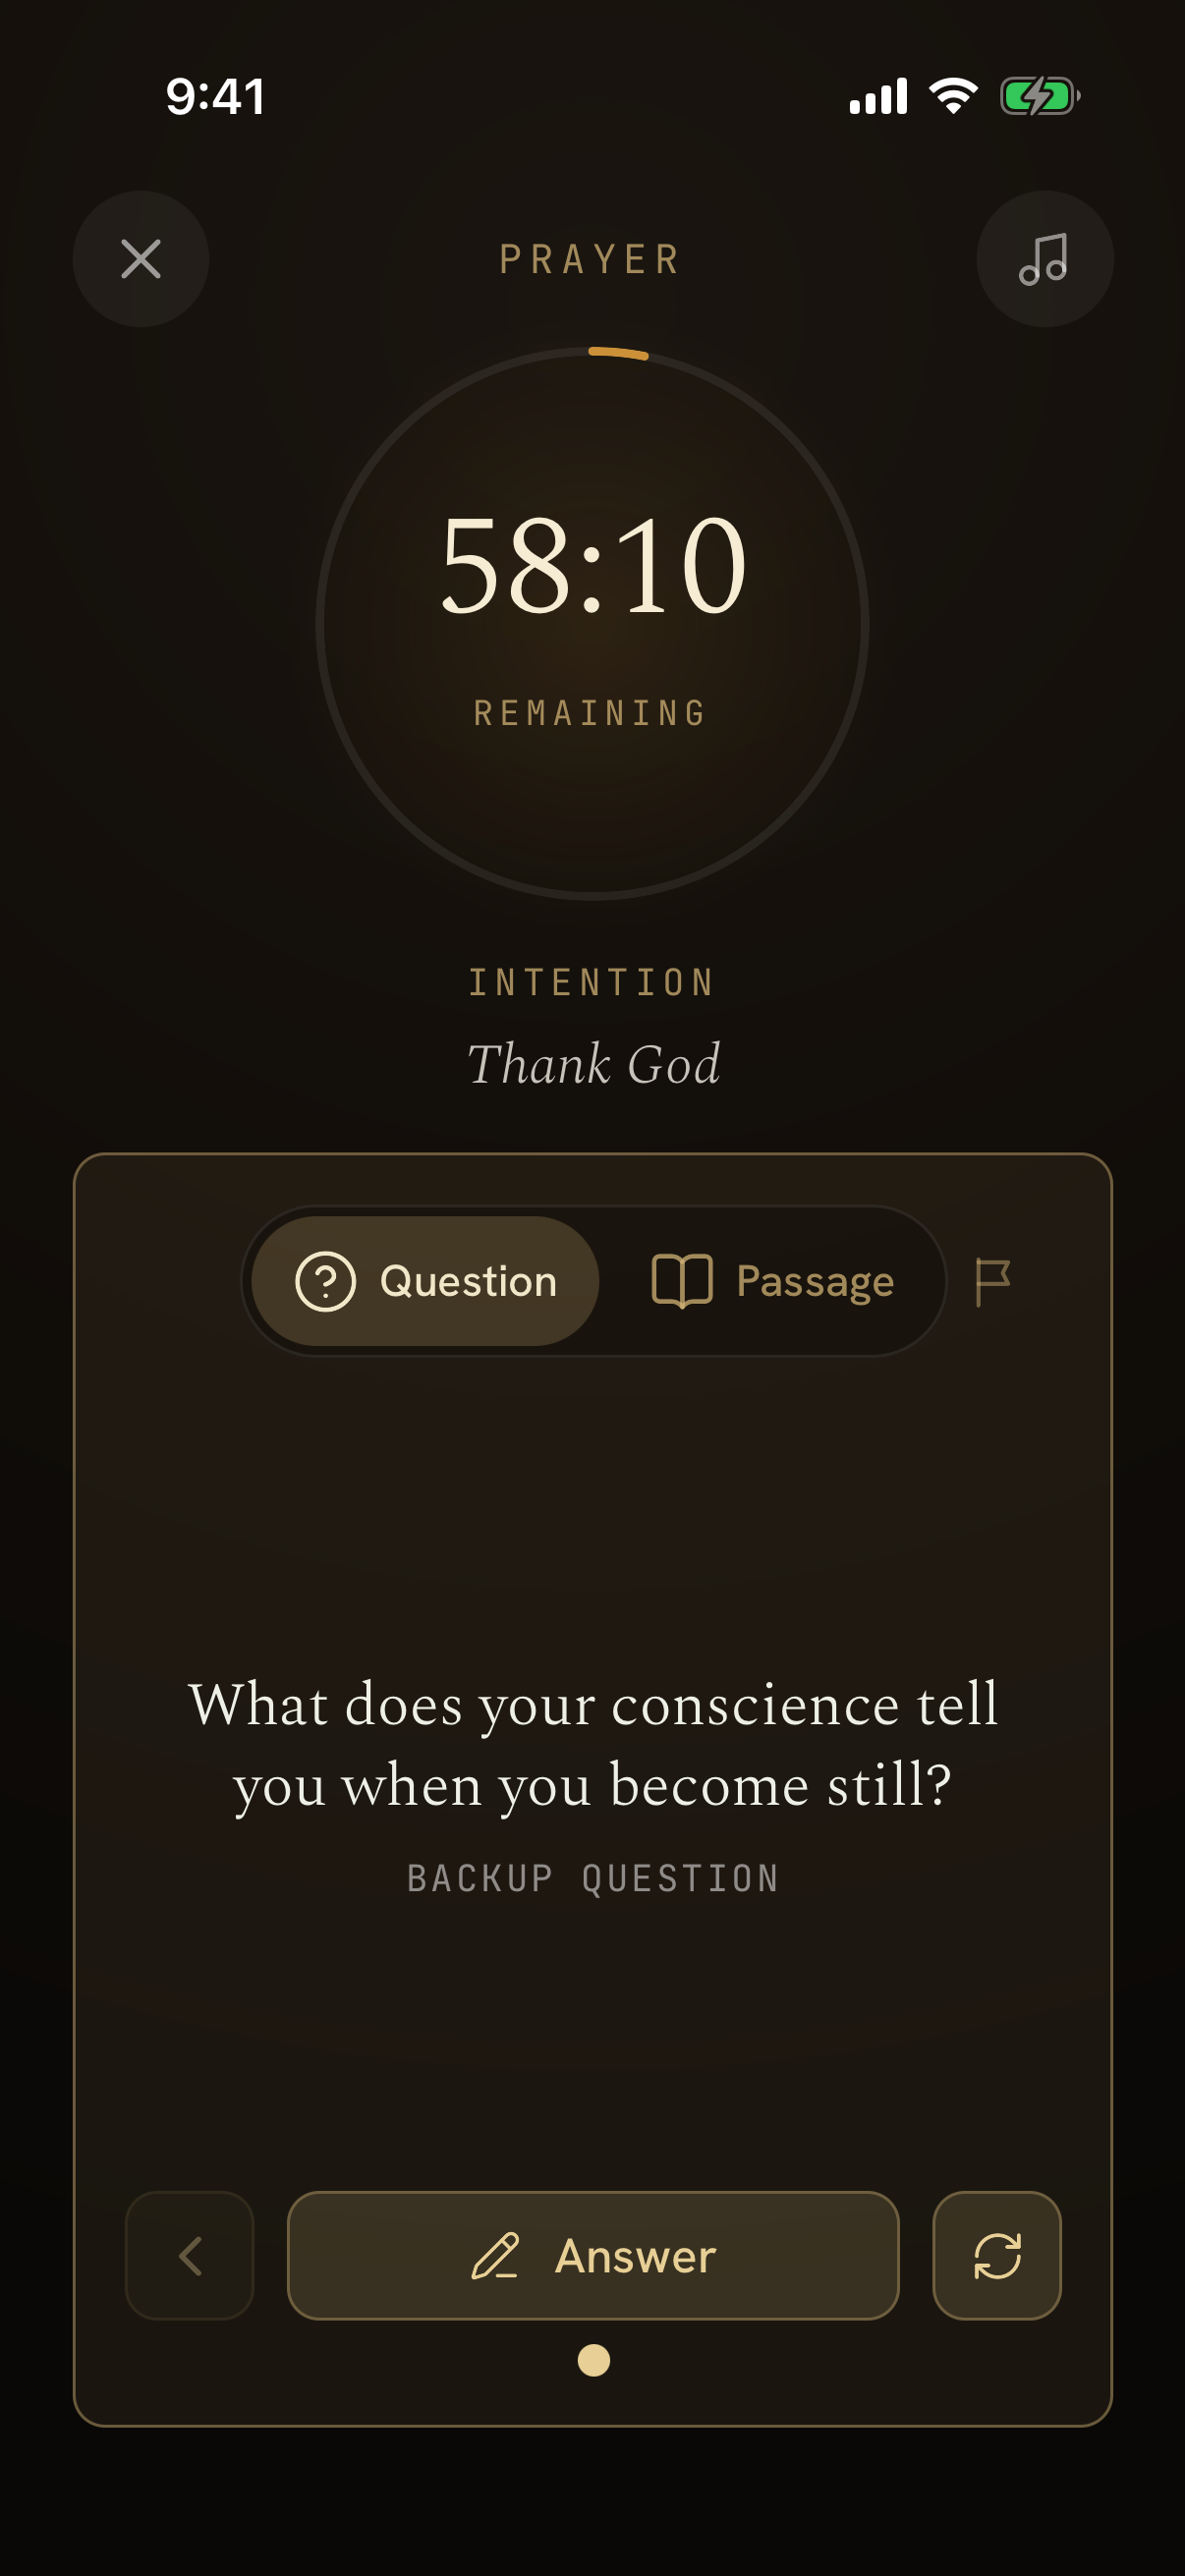 9:41
PRAYER
58:10
REMAINING
INTENTION
Thank God
Question
Passage
What does your conscience tell
you when you become still?
BACKUP QUESTION
Answer